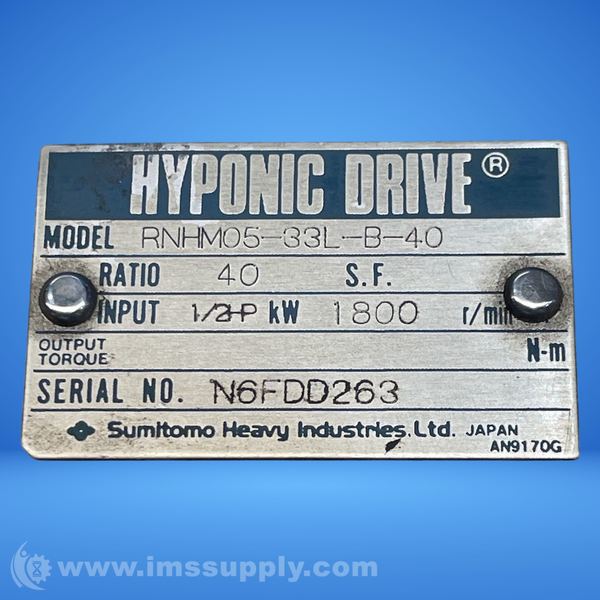 HYPONIC DRIVE®
MODEL RNHM05-33L-B-40
RATIO 40 S.F.
INPUT 1/2HP kW 1800 r/min
OUTPUT TORQUE N-m
SERIAL NO. N6FDD263
Sumitomo Heavy Industries, Ltd. JAPAN
AN9170G
www.imssupply.com